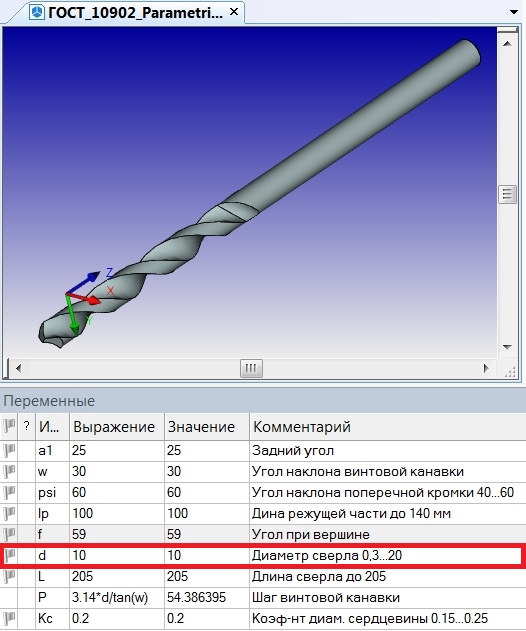 ГОСТ_10902_Parametri... ×
Z
X
Y
Переменные
? И... Выражение Значение Комментарий
a1 25 25 Задний угол
w 30 30 Угол наклона винтовой канавки
psi 60 60 Угол наклона поперечной кромки 40...60
lp 100 100 Дина режущей части до 140 мм
f 59 59 Угол при вершине
d 10 10 Диаметр сверла 0,3...20
L 205 205 Длина сверла до 205
P 3.14*d/tan(w) 54.386395 Шаг винтовой канавки
Kc 0.2 0.2 Коэф-нт диам. сердцевины 0.15...0.25